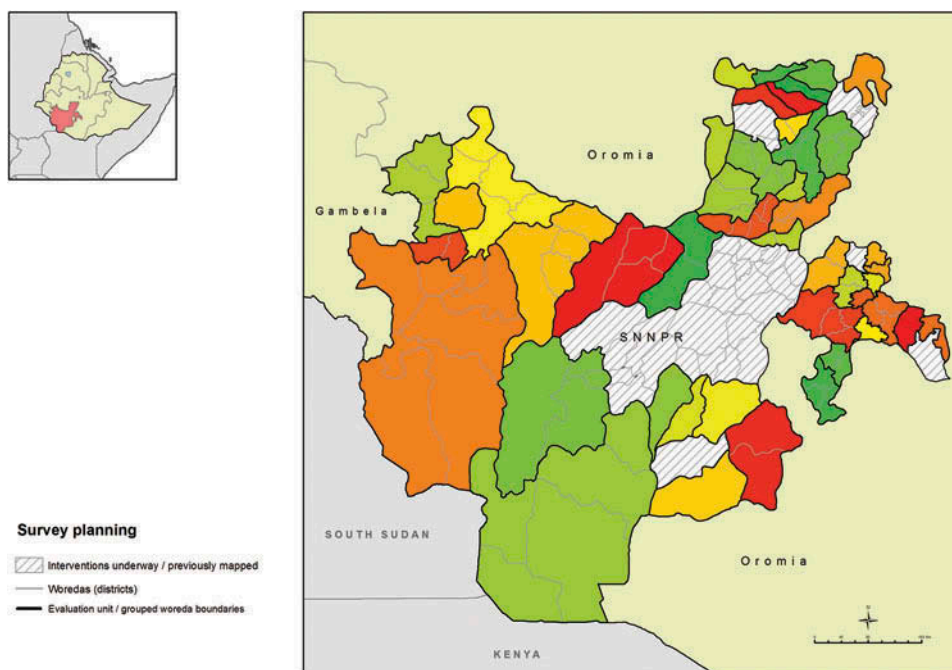 Oromia
Gambela
SNNPR
Survey planning
Interventions underway / previously mapped
Woredas (districts)
Evaluation unit / grouped woreda boundaries
SOUTH SUDAN
Oromia
KENYA
N